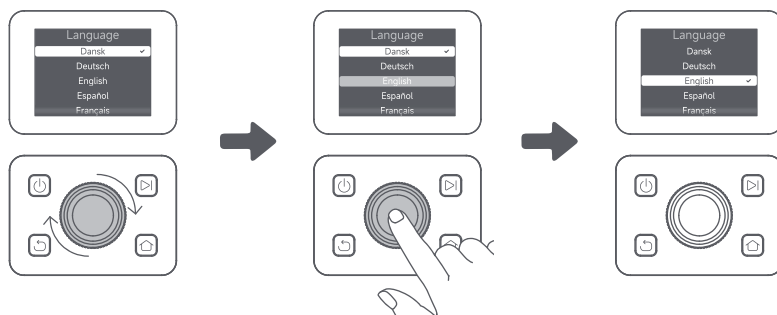 Language
Dansk
Deutsch
English
Español
Français
Language
Dansk
Deutsch
English
Español
Français
Language
Dansk
Deutsch
English
Español
Français